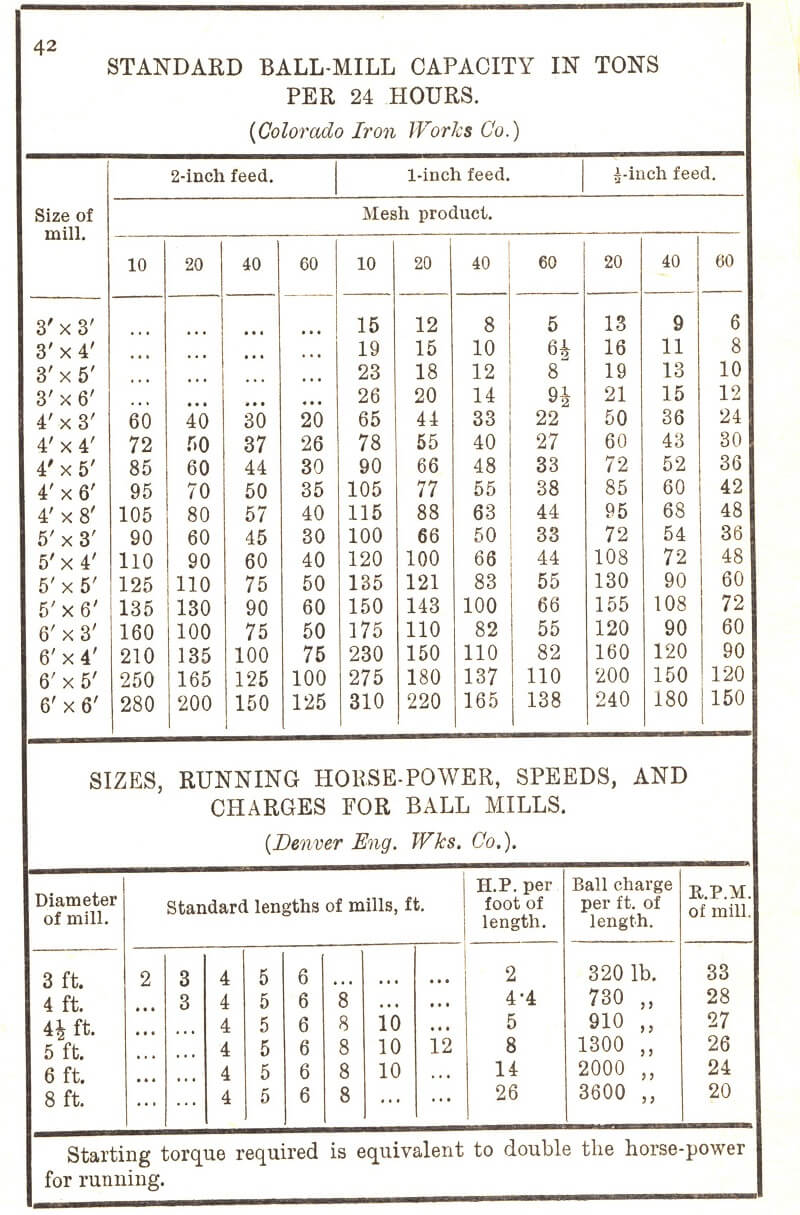 42
STANDARD BALL-MILL CAPACITY IN TONS
PER 24 HOURS.
(Colorado Iron Works Co.)
Size of mill. 2-inch feed. 1-inch feed. ½-inch feed.
Mesh product.
10 20 40 60 10 20 40 60 20 40 60
3′ × 3′ ... ... ... ... 15 12 8 5 13 9 6
3′ × 4′ ... ... ... ... 19 15 10 6½ 16 11 8
3′ × 5′ ... ... ... ... 23 18 12 8 19 13 10
3′ × 6′ ... ... ... ... 26 20 14 9½ 21 15 12
4′ × 3′ 60 40 30 20 65 44 33 22 50 36 24
4′ × 4′ 72 50 37 26 78 55 40 27 60 43 30
4′ × 5′ 85 60 44 30 90 66 48 33 72 52 36
4′ × 6′ 95 70 50 35 105 77 55 38 85 60 42
4′ × 8′ 105 80 57 40 115 88 63 44 95 68 48
5′ × 3′ 90 60 45 30 100 66 50 33 72 54 36
5′ × 4′ 110 90 60 40 120 100 66 44 108 72 48
5′ × 5′ 125 110 75 50 135 121 83 55 130 90 60
5′ × 6′ 135 130 90 60 150 143 100 66 155 108 72
6′ × 3′ 160 100 75 50 175 110 82 55 120 90 60
6′ × 4′ 210 135 100 75 230 150 110 82 160 120 90
6′ × 5′ 250 165 125 100 275 180 137 110 200 150 120
6′ × 6′ 280 200 150 125 310 220 165 138 240 180 150
SIZES, RUNNING HORSE-POWER, SPEEDS, AND
CHARGES FOR BALL MILLS.
(Denver Eng. Wks. Co.).
Diameter of mill. Standard lengths of mills, ft. H.P. per foot of length. Ball charge per ft. of length. R.P.M. of mill.
3 ft. 2 3 4 5 6 ... ... ... 2 320 lb. 33
4 ft. ... 3 4 5 6 8 ... ... 4·4 730 ,, 28
4½ ft. ... ... 4 5 6 8 10 ... 5 910 ,, 27
5 ft. ... ... 4 5 6 8 10 12 8 1300 ,, 26
6 ft. ... ... 4 5 6 8 10 ... 14 2000 ,, 24
8 ft. ... ... 4 5 6 8 ... ... 26 3600 ,, 20
Starting torque required is equivalent to double the horse-power
for running.